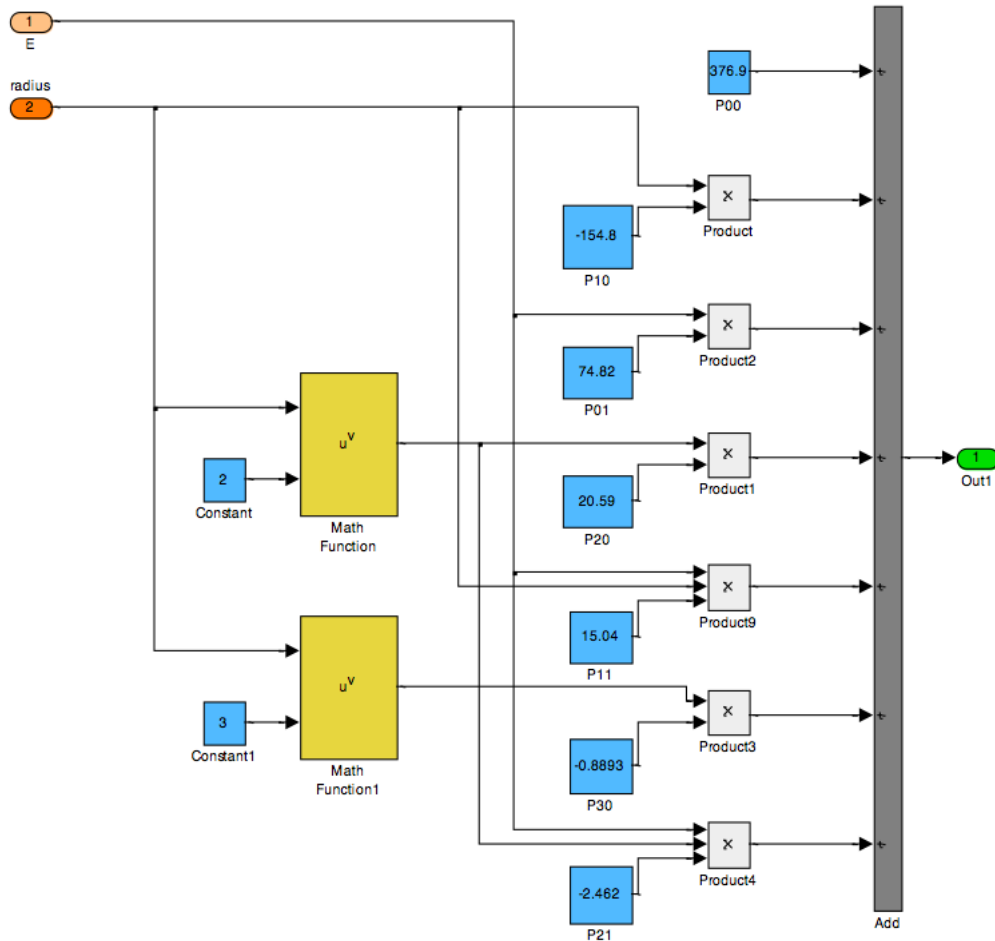 1
E
radius
2
376.9
P00
×
Product
-154.8
P10
×
Product2
74.82
P01
u^v
Math
Function
2
Constant
×
Product1
20.59
P20
1
Out1
×
Product9
15.04
P11
u^v
Math
Function1
3
Constant1
×
Product3
-0.8893
P30
×
Product4
-2.462
P21
Add